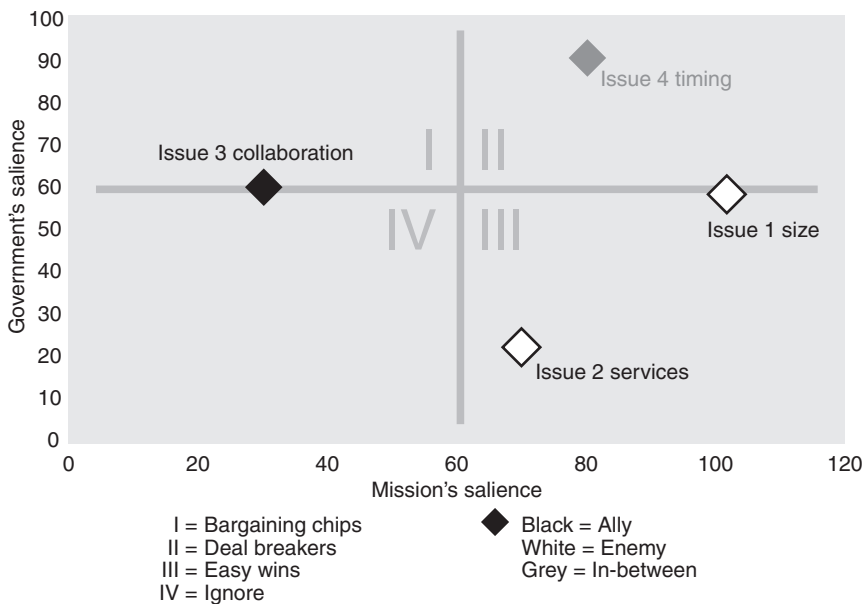 100
90
80
70
60
50
40
30
20
10
0
Government's salience
Issue 4 timing
Issue 3 collaboration
I
II
IV
III
Issue 1 size
Issue 2 services
0
20
40
60
80
100
120
Mission's salience
I = Bargaining chips
II = Deal breakers
III = Easy wins
IV = Ignore
Black = Ally
White = Enemy
Grey = In-between